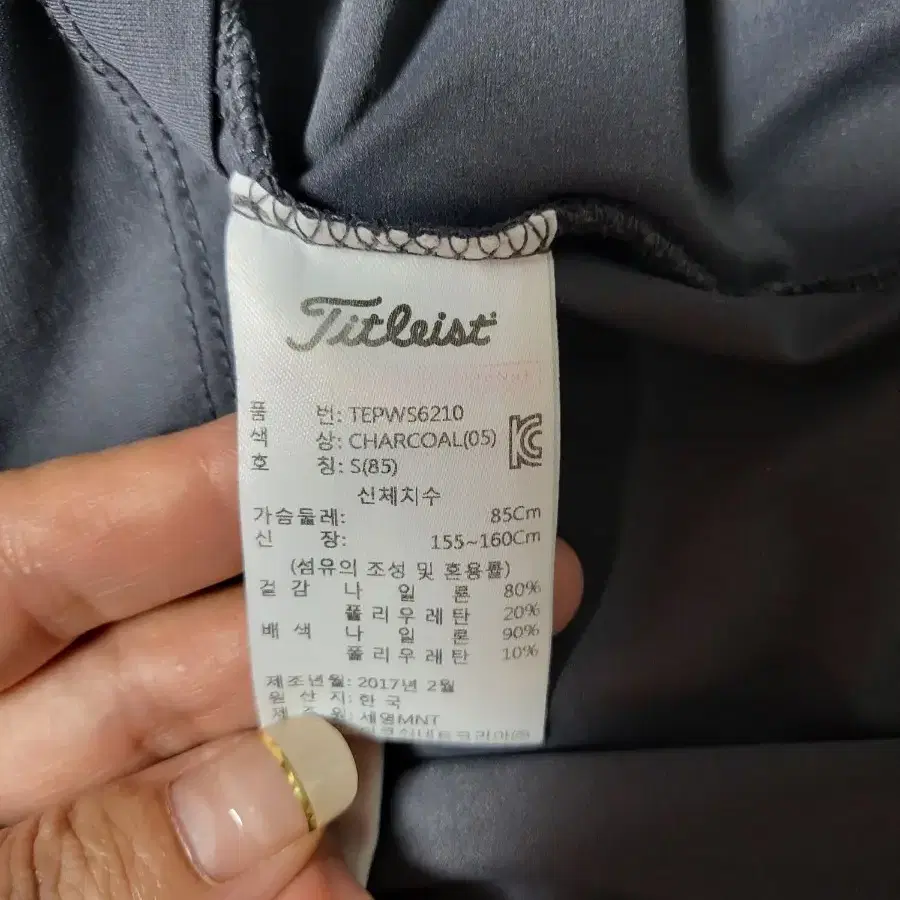 Titleist
품 번: TEPWS6210
색 상: CHARCOAL(05)
호 칭: S(85)
신체치수
가슴둘레: 85Cm
신 장: 155~160Cm
(섬유의 조성 및 혼용률)
겉감 나 일 론 80%
폴리우레탄 20%
배색 나 일 론 90%
폴리우레탄 10%
제조년월: 2017년 2월
원 산 지: 한 국
제 조 원: 세영MNT